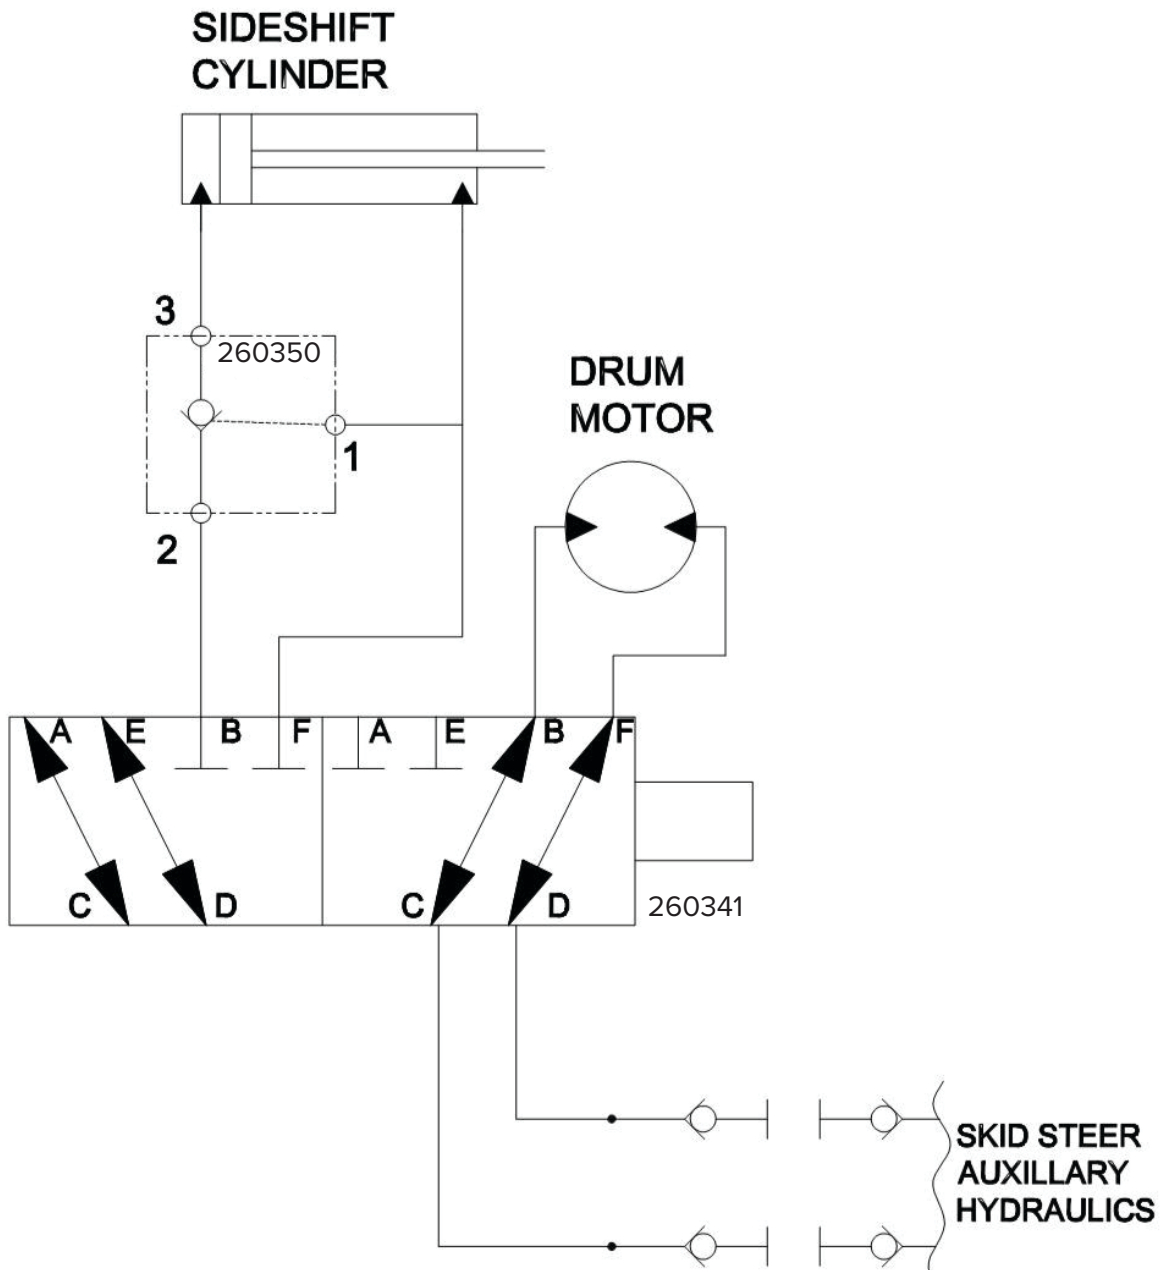 SIDESHIFT
CYLINDER
3
260350
1
2
DRUM
MOTOR
A E B F A E B F
C D C D
260341
SKID STEER
AUXILLARY
HYDRAULICS